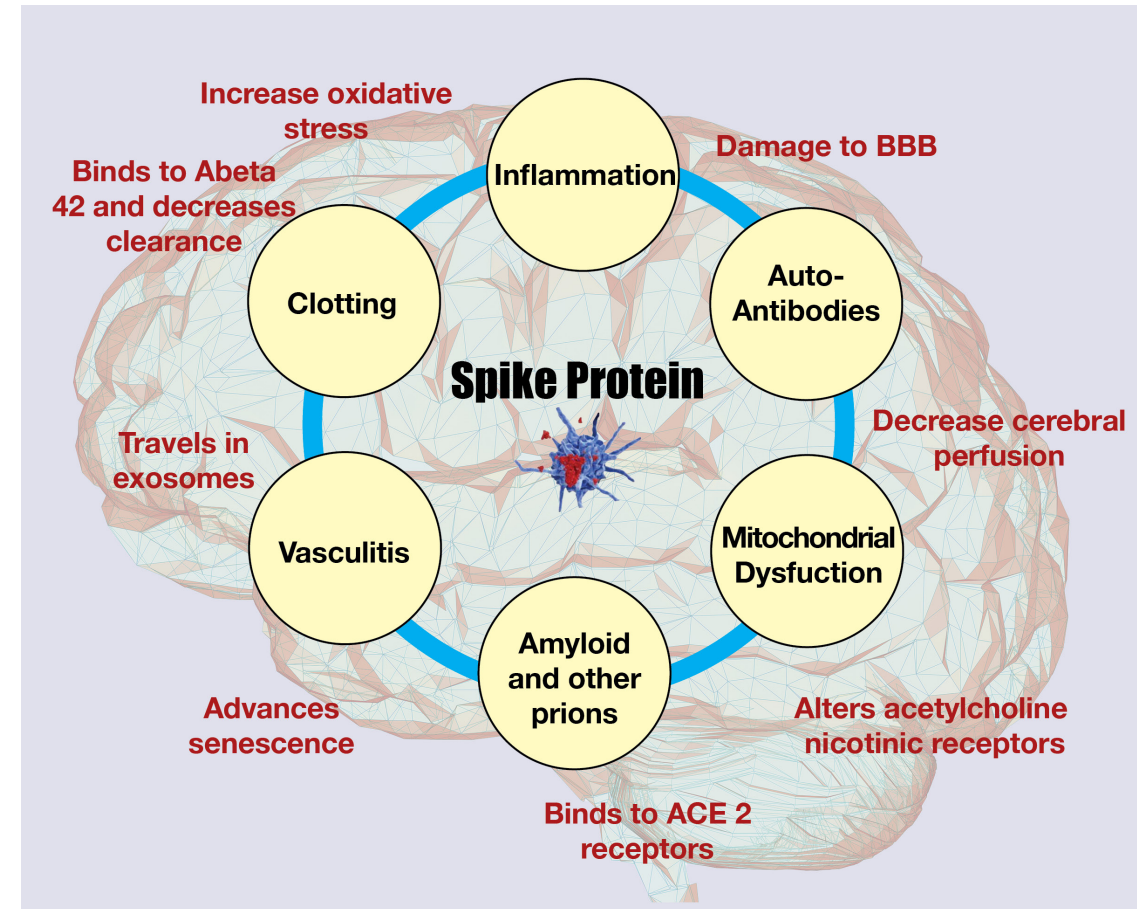 Increase oxidative
stress
Inflammation
Damage to BBB
Binds to Abeta
42 and decreases
clearance
Clotting
Auto-
Antibodies
Spike Protein
Travels in
exosomes
Decrease cerebral
perfusion
Vasculitis
Mitochondrial
Dysfuction
Amyloid
and other
prions
Advances
senescence
Alters acetylcholine
nicotinic receptors
Binds to ACE 2
receptors